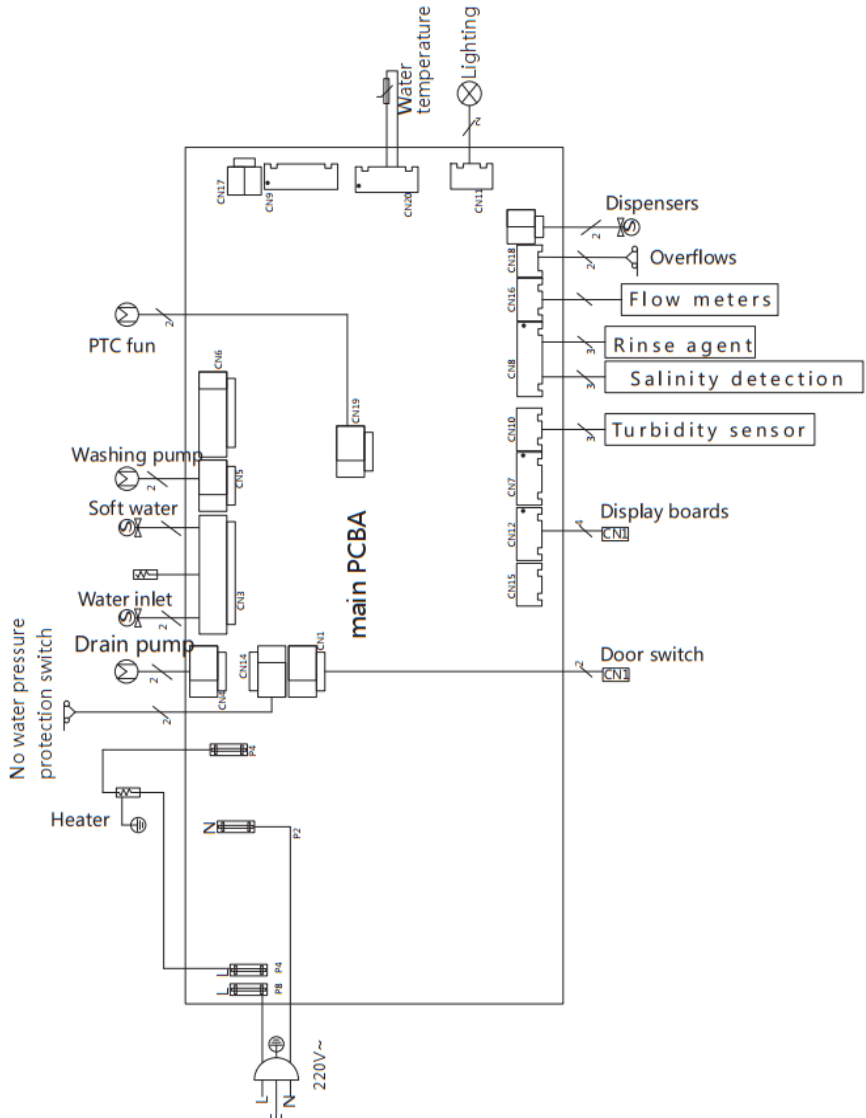 Water
temperature
Lighting
2
CN17
CN9
CN20
CN11
Dispensers
2
CN18
Overflows
2
CN16
Flow meters
PTC fun
2
CN6
CN8
Rinse agent
3
Salinity detection
3
CN19
CN10
Turbidity sensor
3
Washing pump
2
CN5
CN7
Soft water
main PCBA
CN12
Display boards
4
CN1
CN3
CN15
Water inlet
2
No water pressure
protection switch
Drain pump
2
CN4
CN14
CN1
Door switch
2
CN1
2
P4
Heater
N
P2
L
P4
L
P8
220V~
L
N